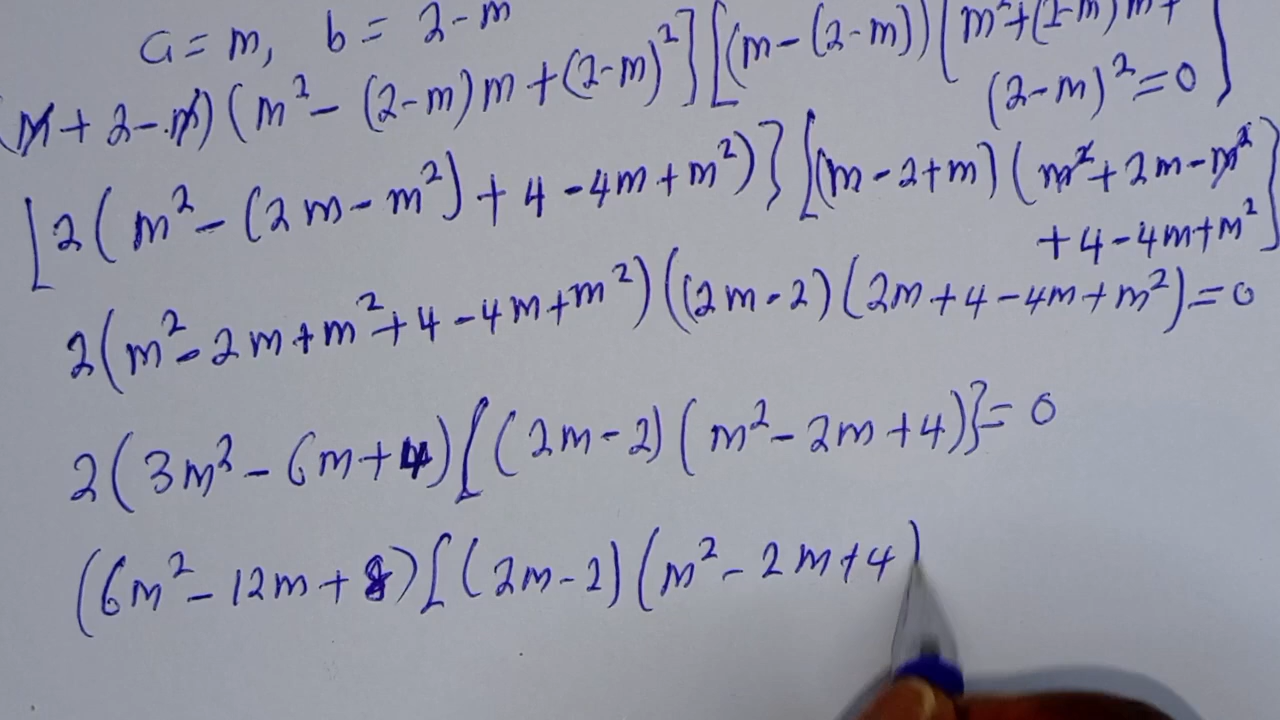 a = m, b = 2 - m
(m + 2 - m)(m² - (2-m)m + (2-m)²][(m - (2-m))(m² + (2-m)m +
(2-m)² = 0}
[2(m² - (2m - m²) + 4 - 4m + m²)}[(m - 2 + m)(m² + 2m - m²
+ 4 - 4m + m²}
2(m² - 2m + m² + 4 - 4m + m²)((2m - 2)(2m + 4 - 4m + m²) = 0
2(3m² - 6m + 4)[(2m - 2)(m² - 2m + 4)} = 0
(6m² - 12m + 8)[(2m - 2)(m² - 2m + 4)